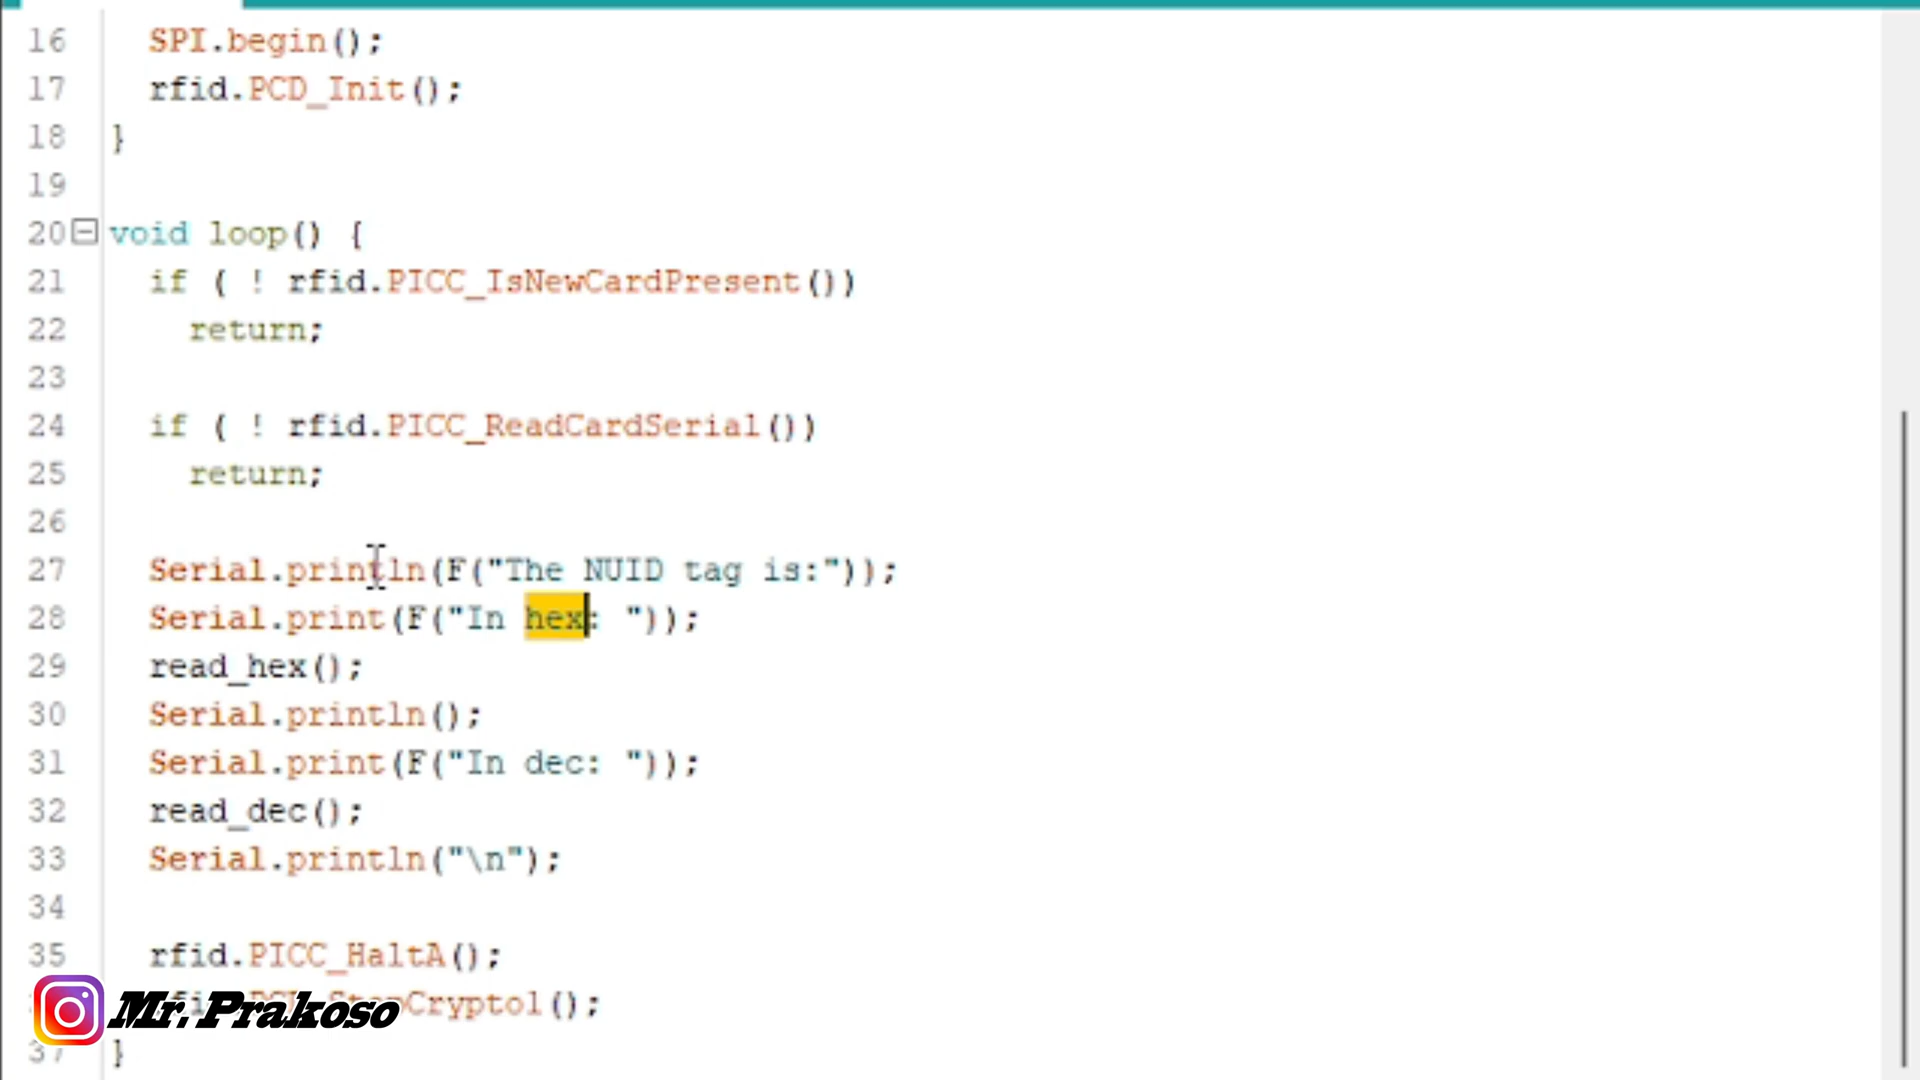 16 SPI.begin();
17 rfid.PCD_Init();
18 }
19
20 void loop() {
21 if ( ! rfid.PICC_IsNewCardPresent())
22 return;
23
24 if ( ! rfid.PICC_ReadCardSerial())
25 return;
26
27 Serial.println(F("The NUID tag is:"));
28 Serial.print(F("In hex: "));
29 read_hex();
30 Serial.println();
31 Serial.print(F("In dec: "));
32 read_dec();
33 Serial.println("\n");
34
35 rfid.PICC_HaltA();
Mr. Prakoso
Crypto1();
37 }